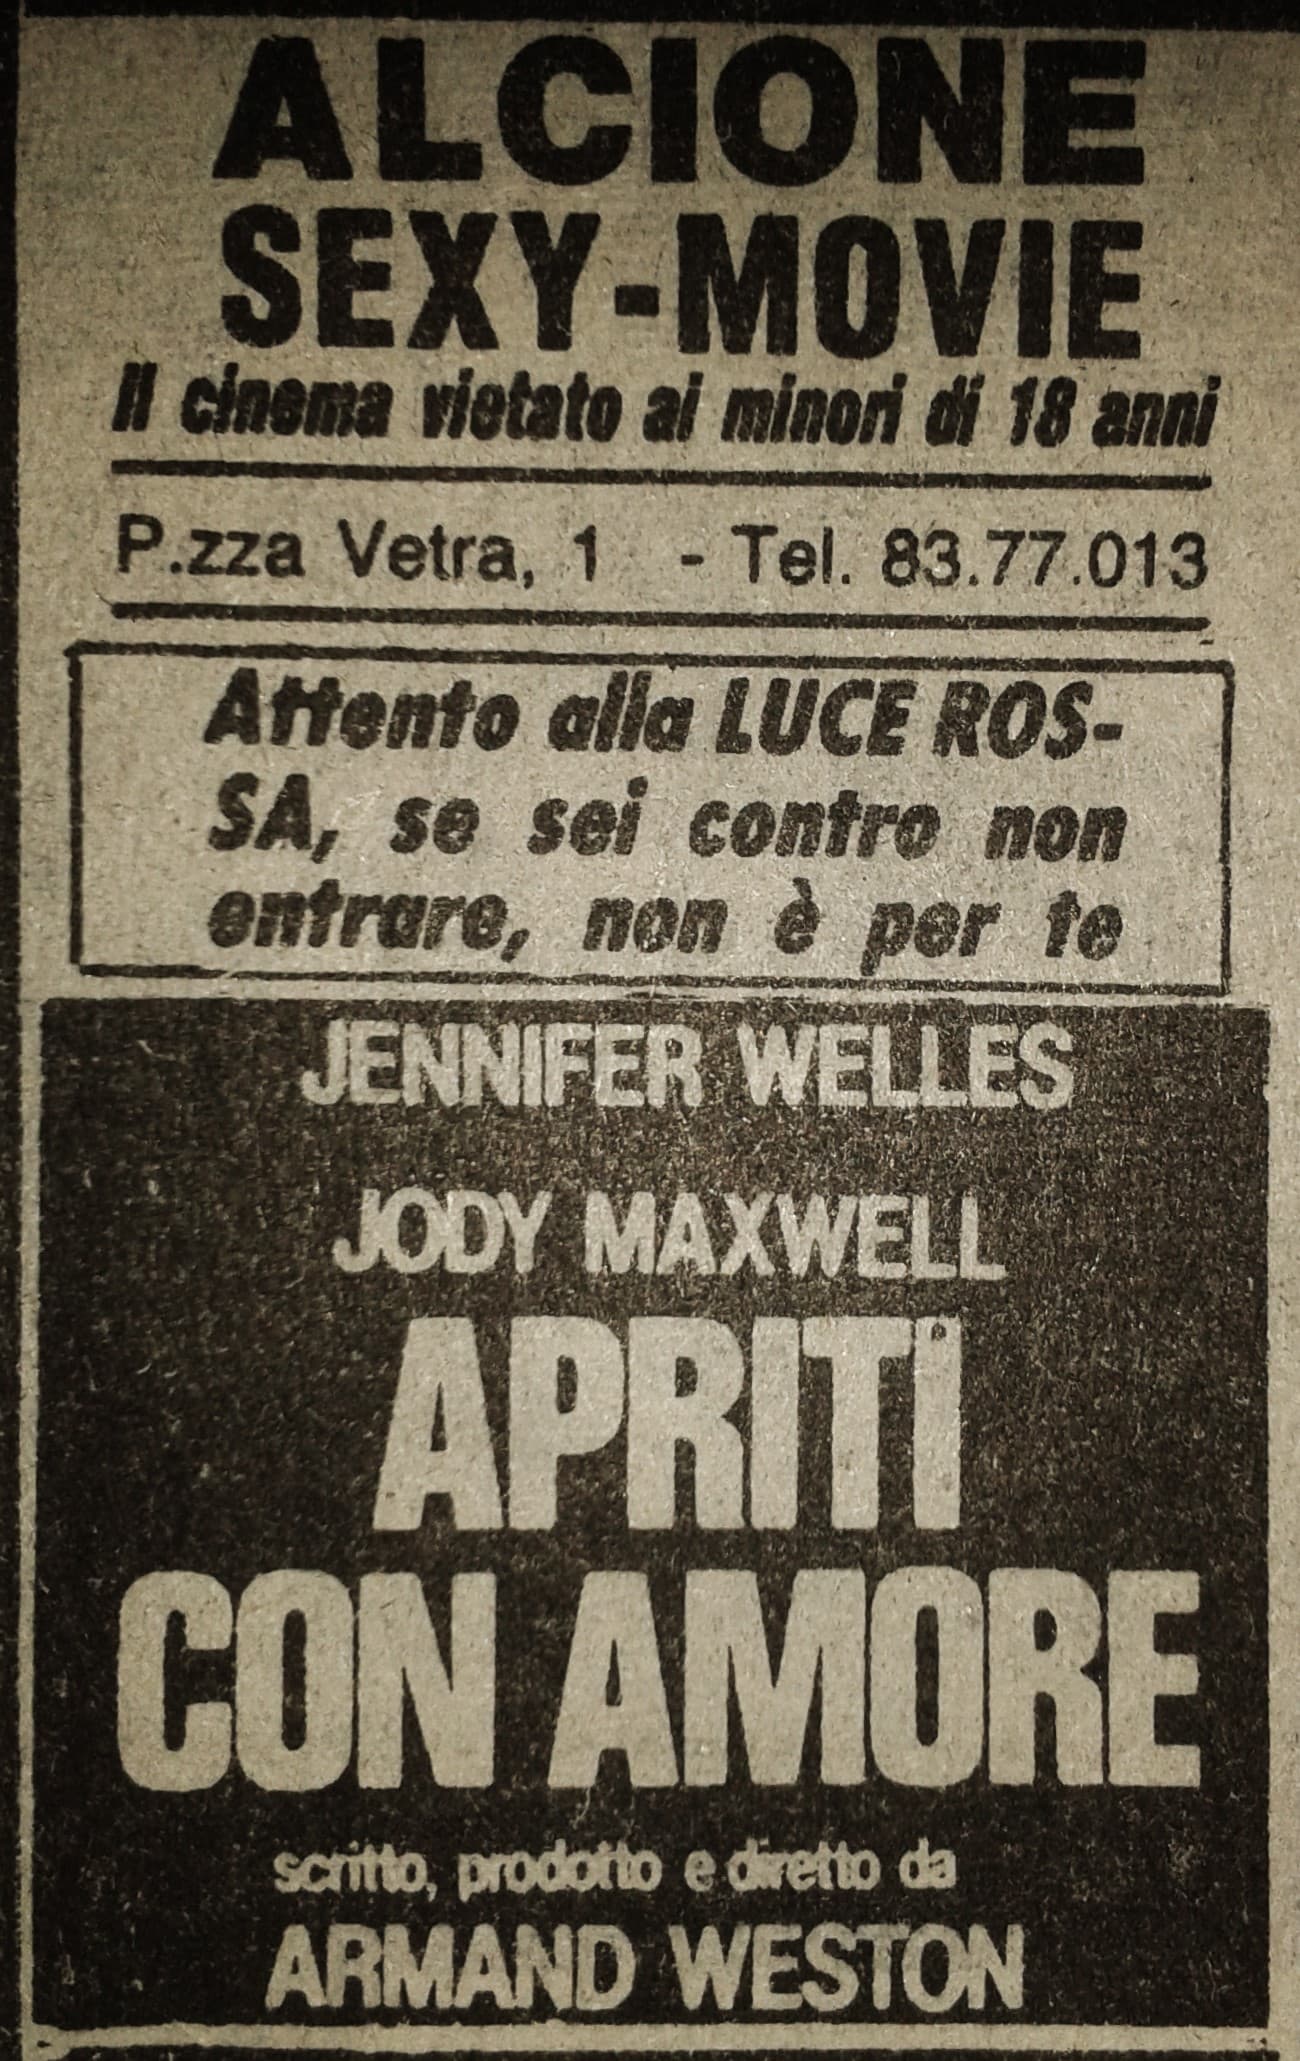 ALCIONE
SEXY-MOVIE
Il cinema vietato ai minori di 18 anni
P.zza Vetra, 1 - Tel. 83.77.013
Attento alla LUCE ROS-
SA, se sei contro non
entrare, non è per te
JENNIFER WELLES
JODY MAXWELL
APRITI
CON AMORE
scritto, prodotto e diretto da
ARMAND WESTON